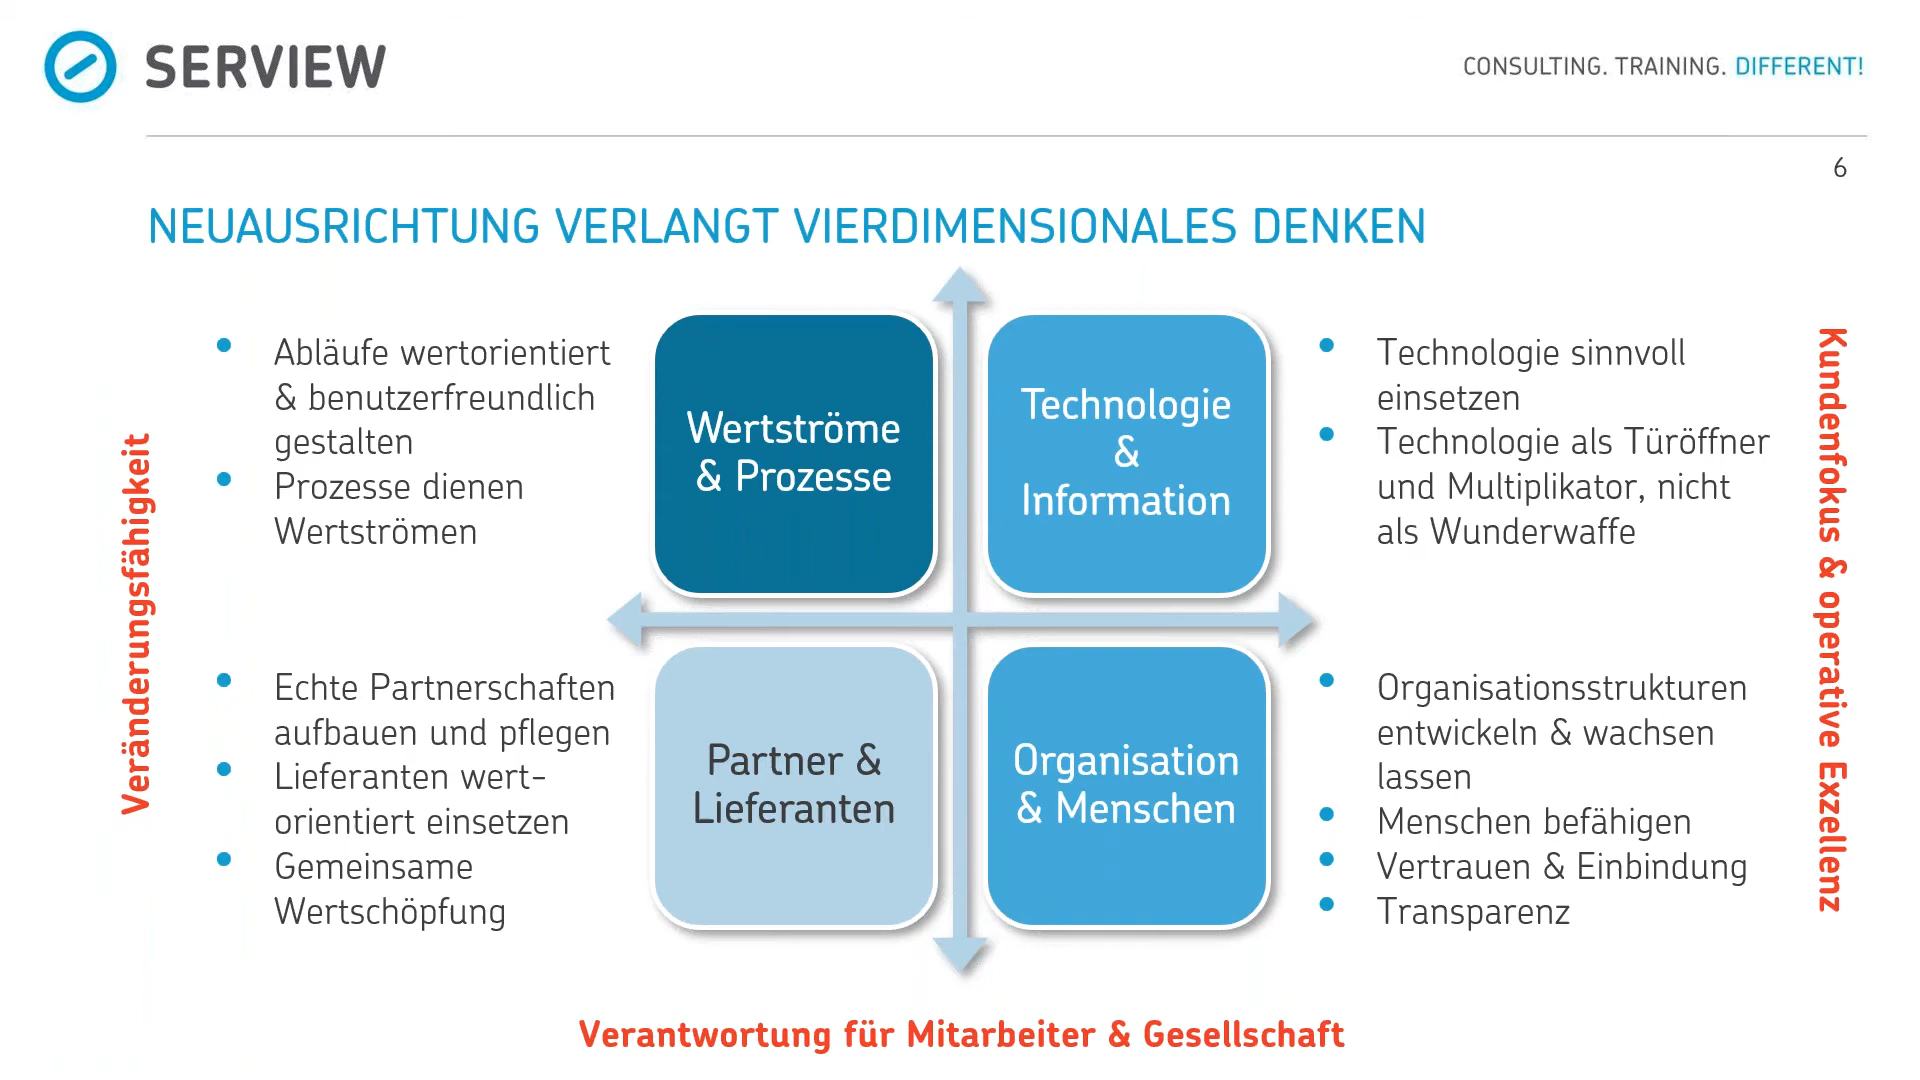 SERVIEW
CONSULTING. TRAINING. DIFFERENT!
6
NEUAUSRICHTUNG VERLANGT VIERDIMENSIONALES DENKEN
Veränderungsfähigkeit
• Abläufe wertorientiert
& benutzerfreundlich
gestalten
• Prozesse dienen
Wertströmen
Wertströme
& Prozesse
Technologie
&
Information
• Technologie sinnvoll
einsetzen
• Technologie als Türöffner
und Multiplikator, nicht
als Wunderwaffe
• Echte Partnerschaften
aufbauen und pflegen
• Lieferanten wert-
orientiert einsetzen
• Gemeinsame
Wertschöpfung
Partner &
Lieferanten
Organisation
& Menschen
• Organisationsstrukturen
entwickeln & wachsen
lassen
• Menschen befähigen
• Vertrauen & Einbindung
• Transparenz
Kundenfokus & operative Exzellenz
Verantwortung für Mitarbeiter & Gesellschaft